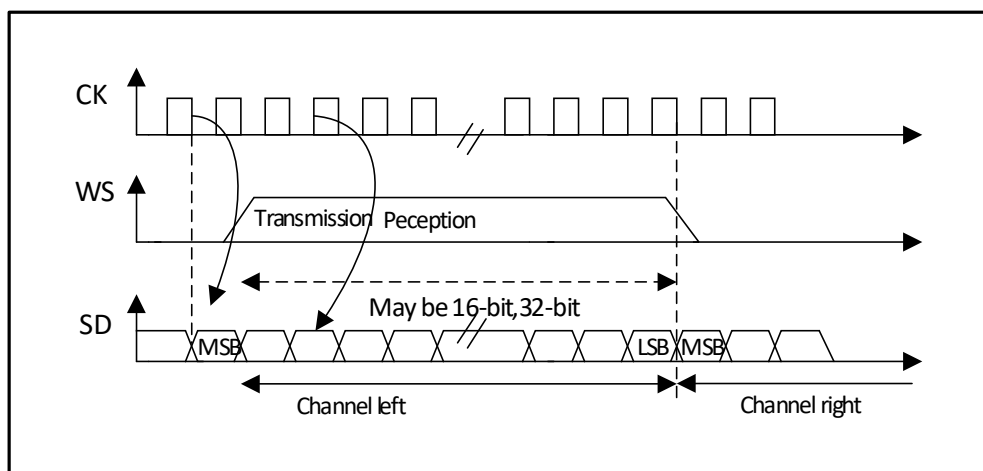 CK
WS
Transmission Peception
May be 16-bit,32-bit
SD
MSB
LSB
MSB
Channel left
Channel right